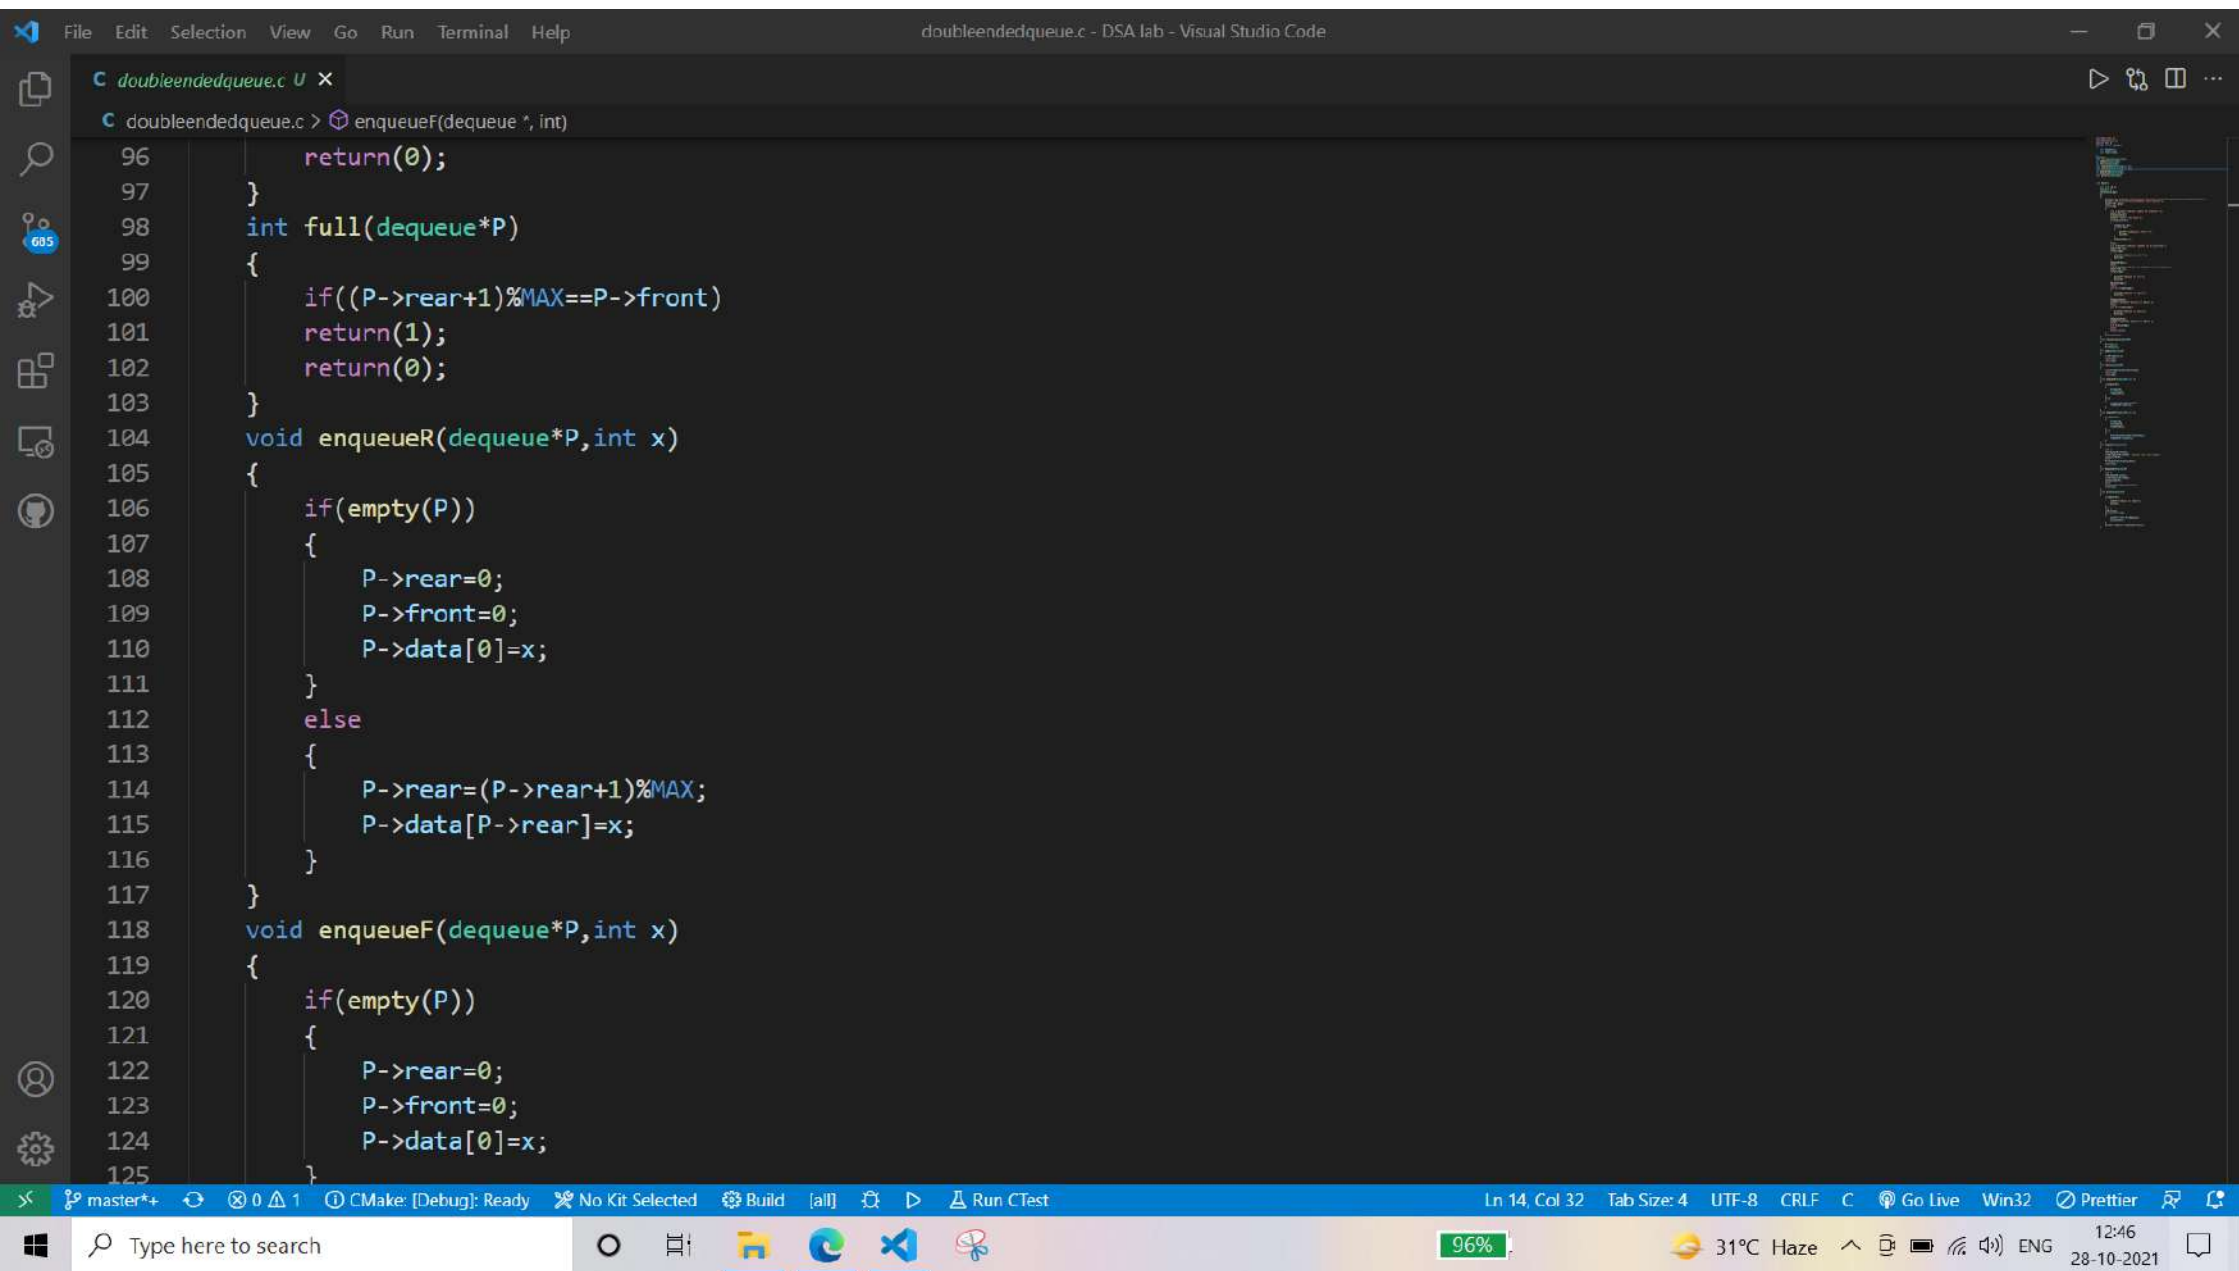 File Edit Selection View Go Run Terminal Help doubleendedqueue.c - DSA lab - Visual Studio Code
C doubleendedqueue.c U
C doubleendedqueue.c > enqueueF(dequeue *, int)
96 return(0);
97 }
98 int full(dequeue*P)
99 {
100 if((P->rear+1)%MAX==P->front)
101 return(1);
102 return(0);
103 }
104 void enqueueR(dequeue*P,int x)
105 {
106 if(empty(P))
107 {
108 P->rear=0;
109 P->front=0;
110 P->data[0]=x;
111 }
112 else
113 {
114 P->rear=(P->rear+1)%MAX;
115 P->data[P->rear]=x;
116 }
117 }
118 void enqueueF(dequeue*P,int x)
119 {
120 if(empty(P))
121 {
122 P->rear=0;
123 P->front=0;
124 P->data[0]=x;
125 }
685
master*+ 0 1 CMake: [Debug]: Ready No Kit Selected Build [all] Run CTest Ln 14, Col 32 Tab Size: 4 UTF-8 CRLF C Go Live Win32 Prettier
Type here to search 96% 31°C Haze ENG 12:46
28-10-2021